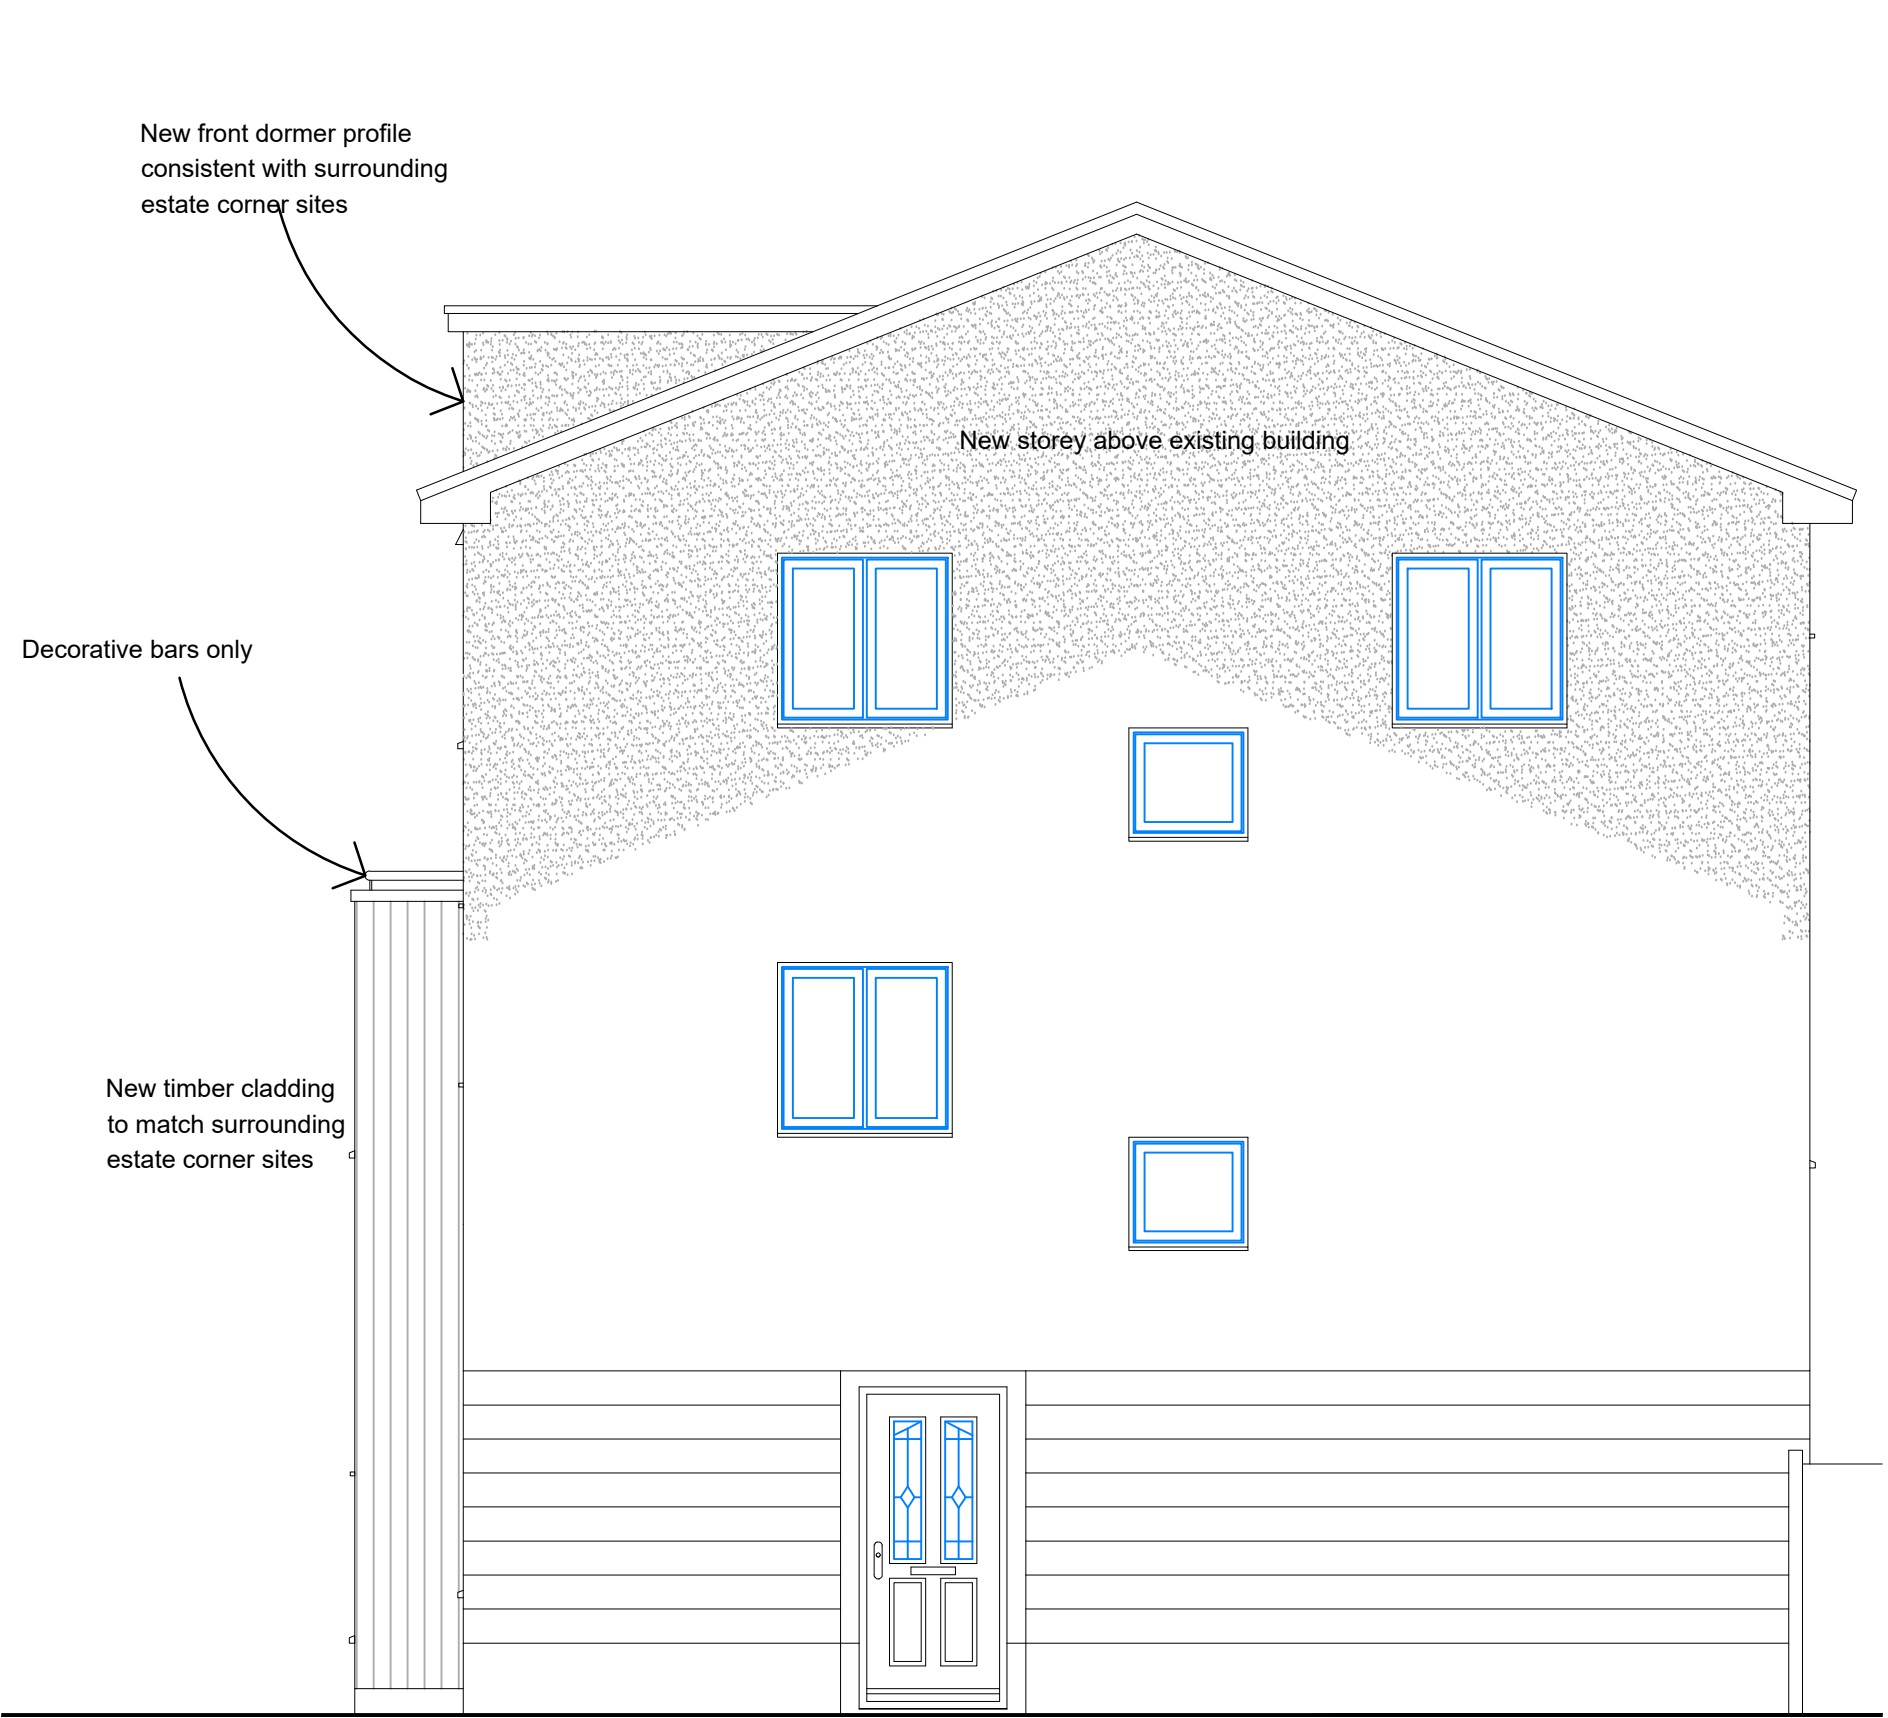 New front dormer profile
consistent with surrounding
estate corner sites
New storey above existing building
Decorative bars only
New timber cladding
to match surrounding
estate corner sites